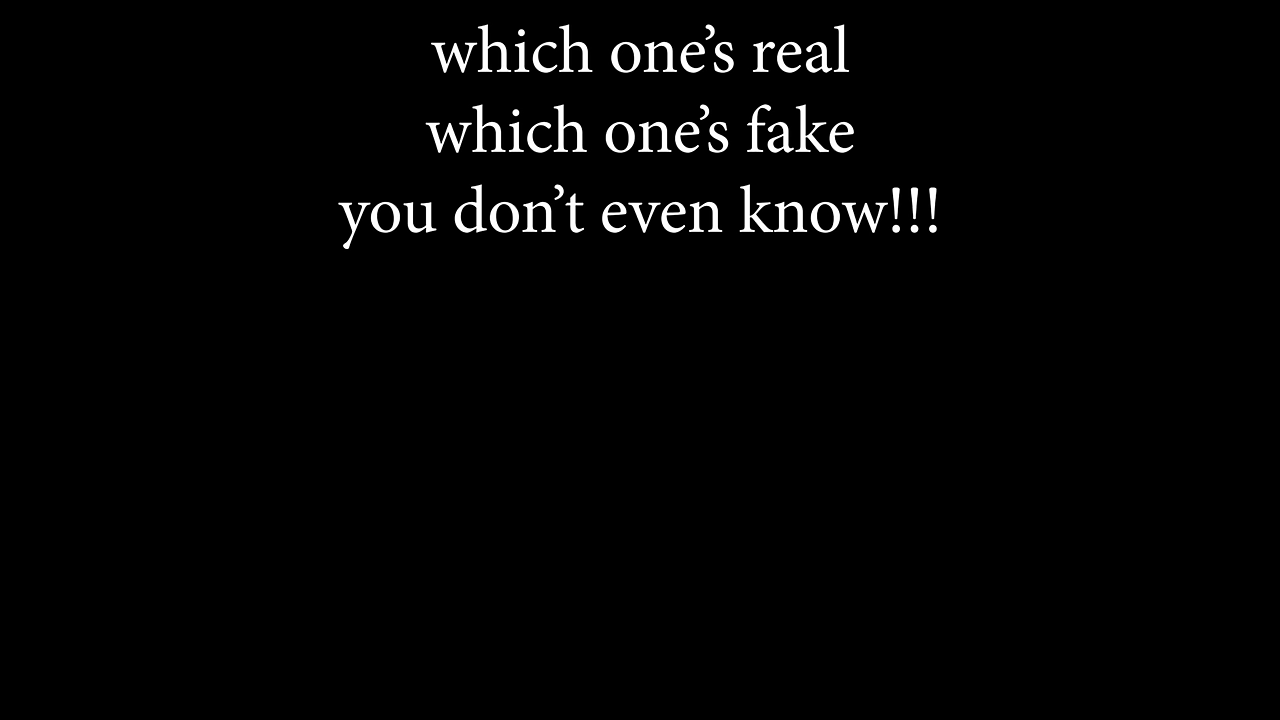 which one’s real
which one’s fake
you don’t even know!!!